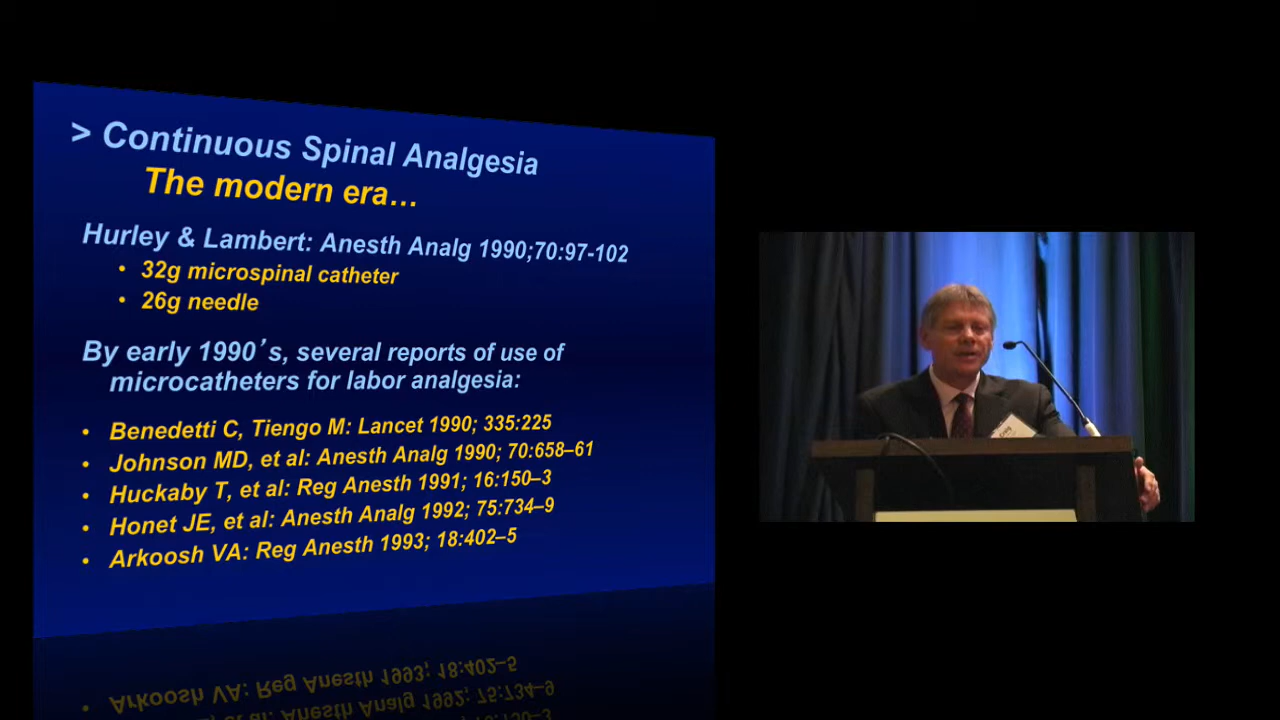 > Continuous Spinal Analgesia
The modern era…
Hurley & Lambert: Anesth Analg 1990;70:97-102
• 32g microspinal catheter
• 26g needle
By early 1990's, several reports of use of
microcatheters for labor analgesia:
• Benedetti C, Tiengo M: Lancet 1990; 335:225
• Johnson MD, et al: Anesth Analg 1990; 70:658–61
• Huckaby T, et al: Reg Anesth 1991; 16:150–3
• Honet JE, et al: Anesth Analg 1992; 75:734–9
• Arkoosh VA: Reg Anesth 1993; 18:402–5
Craig